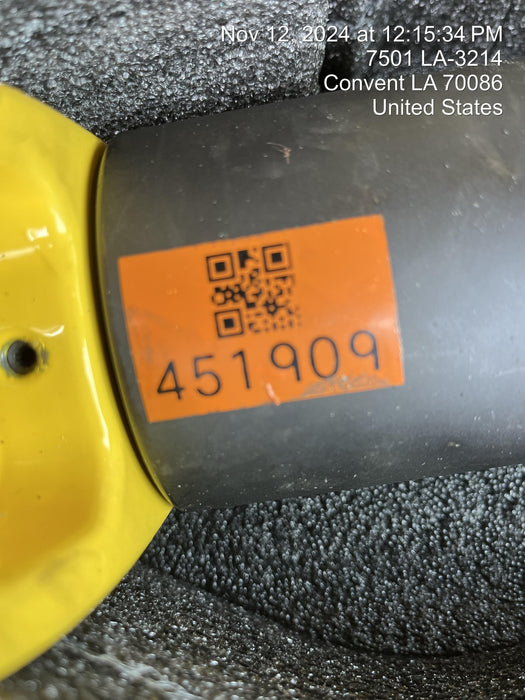 Nov 12, 2024 at 12:15:34 PM
7501 LA-3214
Convent LA 70086
United States
451909